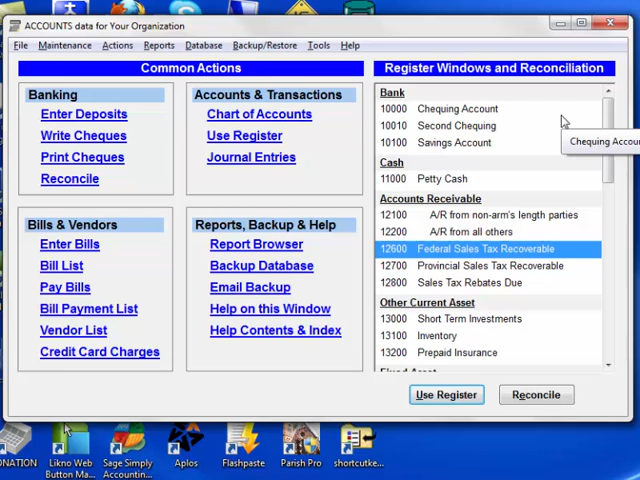 ACCOUNTS data for Your Organization
File Maintenance Actions Reports Database Backup/Restore Tools Help
Common Actions
Banking
Enter Deposits
Write Cheques
Print Cheques
Reconcile
Accounts & Transactions
Chart of Accounts
Use Register
Journal Entries
Bills & Vendors
Enter Bills
Bill List
Pay Bills
Bill Payment List
Vendor List
Credit Card Charges
Reports, Backup & Help
Report Browser
Backup Database
Email Backup
Help on this Window
Help Contents & Index
Register Windows and Reconciliation
Bank
10000 Chequing Account
10010 Second Chequing
10100 Savings Account
Chequing Accou
Cash
11000 Petty Cash
Accounts Receivable
12100 A/R from non-arm's length parties
12200 A/R from all others
12600 Federal Sales Tax Recoverable
12700 Provincial Sales Tax Recoverable
12800 Sales Tax Rebates Due
Other Current Asset
13000 Short Term Investments
13100 Inventory
13200 Prepaid Insurance
Fixed Asset
Use Register
Reconcile
ONATION
Likno Web
Button Ma...
Sage Simply
Accountin...
Aplos
Flashpaste
Parish Pro
shortcutke...